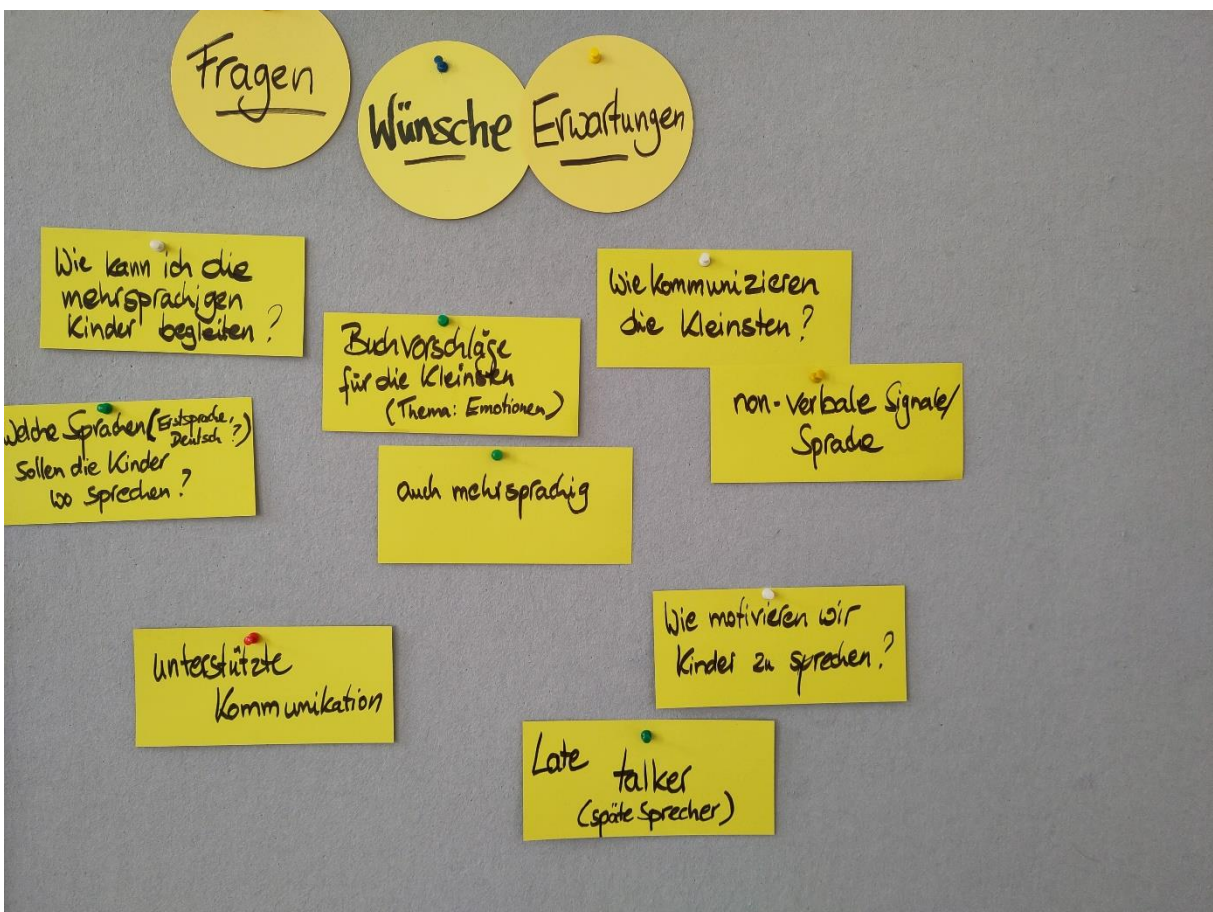 Fragen
Wünsche
Erwartungen
Wie kann ich die
mehrsprachigen
Kinder begleiten?
Welche Sprachen (Erstsprache,
Deutsch?)
sollen die Kinder
wo sprechen?
Buchvorschläge
für die Kleinsten
(Thema: Emotionen)
auch mehrsprachig
Wie kommunizieren
die Kleinsten?
non-verbale Signale/
Sprache
unterstützte
Kommunikation
Wie motivieren wir
Kinder zu sprechen?
Late talker
(späte Sprecher)